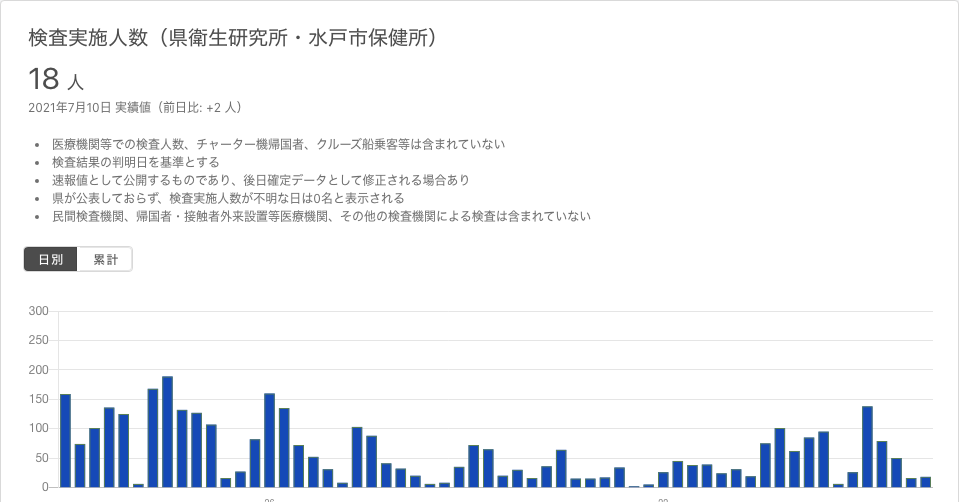 検査実施人数（県衛生研究所・水戸市保健所）
18 人
2021年7月10日 実績値（前日比: +2 人）
• 医療機関等での検査人数、チャーター機帰国者、クルーズ船乗客等は含まれていない
• 検査結果の判明日を基準とする
• 速報値として公開するものであり、後日確定データとして修正される場合あり
• 県が公表しておらず、検査実施人数が不明な日は0名と表示される
• 民間検査機関、帰国者・接触者外来設置等医療機関、その他の検査機関による検査は含まれていない
日別 累計
300
250
200
150
100
50
0